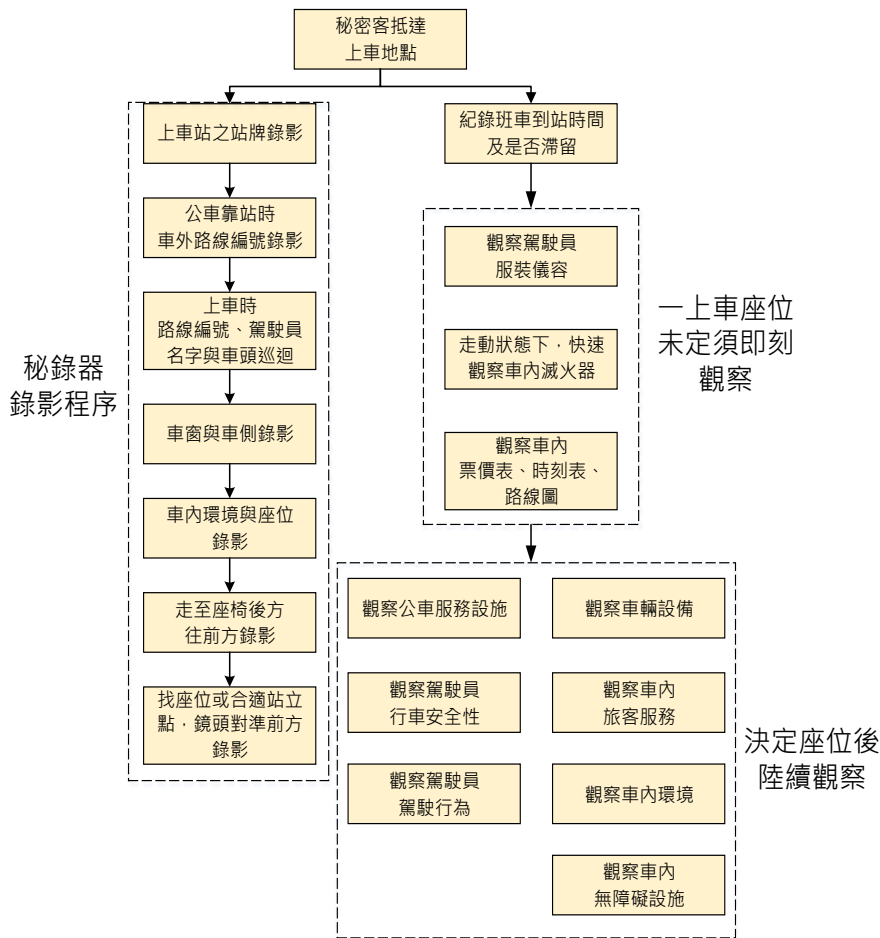 秘密客抵達
上車地點
上車站之站牌錄影
公車靠站時
車外路線編號錄影
上車時
路線編號、駕駛員
名字與車頭巡迴
車窗與車側錄影
車內環境與座位
錄影
走至座椅後方
往前方錄影
找座位或合適站立
點，鏡頭對準前方
錄影
秘錄器
錄影程序
紀錄班車到站時間
及是否滯留
觀察駕駛員
服裝儀容
走動狀態下，快速
觀察車內滅火器
觀察車內
票價表、時刻表、
路線圖
一上車座位
未定須即刻
觀察
觀察公車服務設施
觀察駕駛員
行車安全性
觀察駕駛員
駕駛行為
觀察車輛設備
觀察車內
旅客服務
觀察車內環境
觀察車內
無障礙設施
決定座位後
陸續觀察